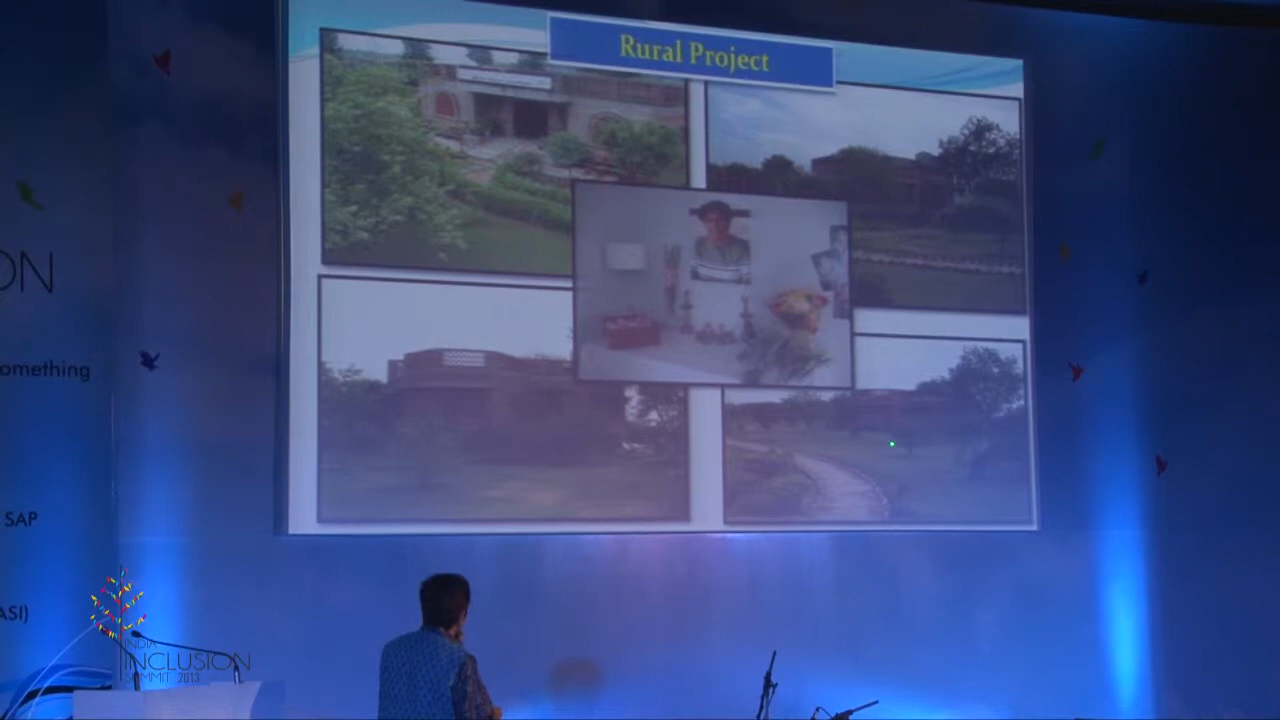 Rural Project
ON
omething
SAP
ASI)
INDIA
INCLUSION
SUMMIT 2013